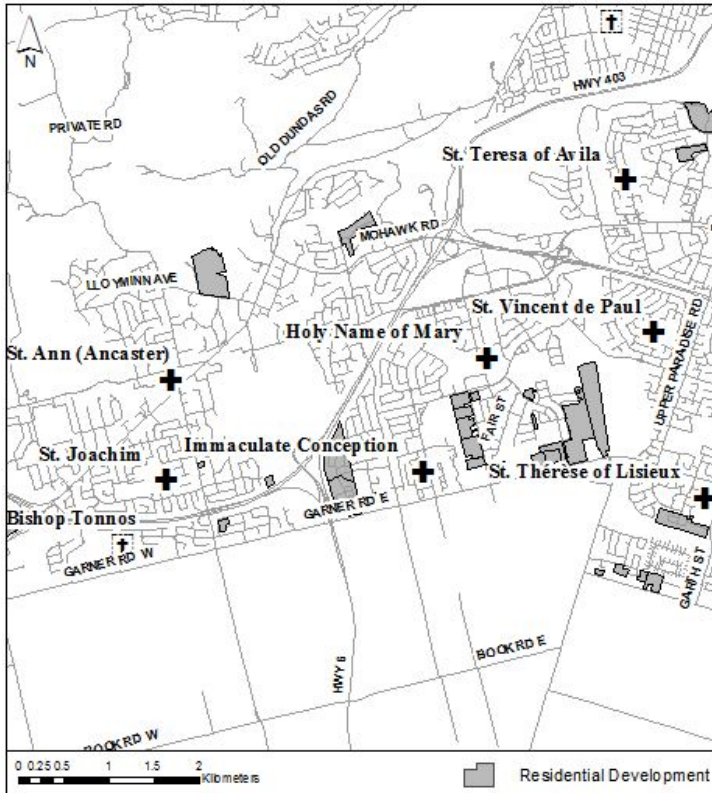 N
HWY 403
PRIVATE RD
OLD DUNDAS RD
St. Teresa of Avila
MOHAWK RD
LLOYMINN AVE
St. Vincent de Paul
Holy Name of Mary
UPPER PARADISE RD
St. Ann (Ancaster)
FAIR ST
Immaculate Conception
St. Joachim
St. Thérèse of Lisieux
Bishop Tonnos
GARNER RD E
GARNER RD W
GARTH ST
BOOK RD E
HWY 6
BOOK RD W
0 0.25 0.5 1 1.5 2
Kilometers
Residential Development